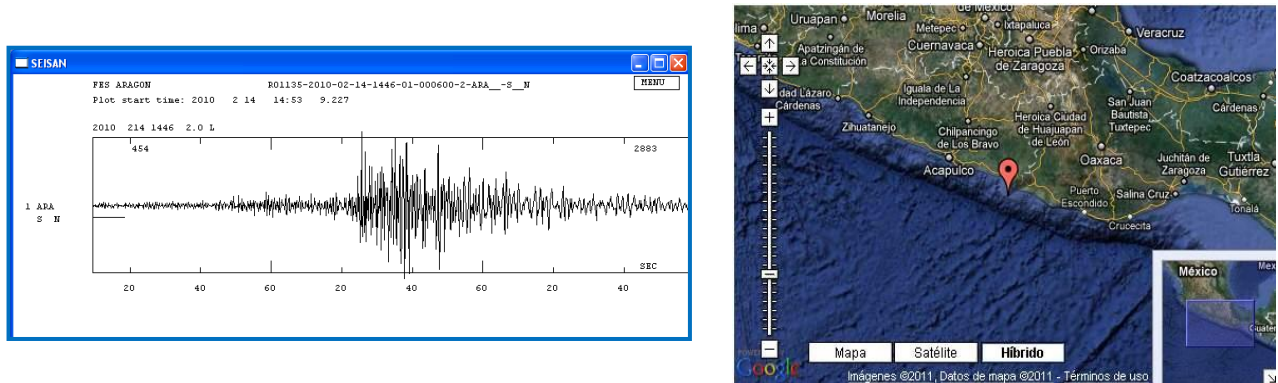 SEISAN
FES ARAGON R01135-2010-02-14-1446-01-000600-2-ARA__-S__N MENU
Plot start time: 2010 2 14 14:53 9.227
2010 214 1446 2.0 L
454 2883
1 ARA
S N
SEC
20 40 60 20 40 60 20 40
Uruapan
Morelia
de México
Metepec
Ixtapaluca
Veracruz
Apatzingán de
la Constitución
Cuernavaca
Heroica Puebla
de Zaragoza
Orizaba
Coatzacoalcos
Iguala de La
Independencia
San Juan
Bautista
Tuxtepec
Cárdenas
dad Lázaro
Cárdenas
Heroica Ciudad
de Huajuapan
de León
Zihuatanejo
Chilpancingo
de Los Bravo
Acapulco
Oaxaca
Juchitán de
Zaragoza
Tuxtla
Gutiérrez
Puerto
Escondido
Salina Cruz
Tonalá
Crucecita
México
Mapa Satélite Híbrido
Google
Imágenes ©2011, Datos de mapa ©2011 - Términos de uso